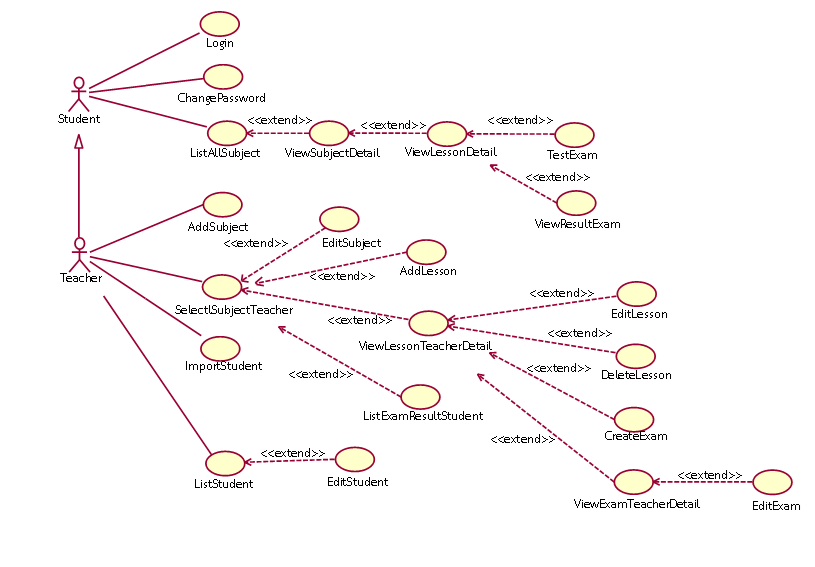 Login
ChangePassword
Student
<<extend>>
<<extend>>
<<extend>>
ListAllSubject
ViewSubjectDetail
ViewLessonDetail
TestExam
<<extend>>
ViewResultExam
AddSubject
<<extend>>
EditSubject
Teacher
<<extend>>
AddLesson
SelectlSubjectTeacher
<<extend>>
<<extend>>
EditLesson
ViewLessonTeacherDetail
<<extend>>
ImportStudent
<<extend>>
<<extend>>
DeleteLesson
ListExamResultStudent
CreateExam
<<extend>>
<<extend>>
ListStudent
EditStudent
<<extend>>
ViewExamTeacherDetail
EditExam